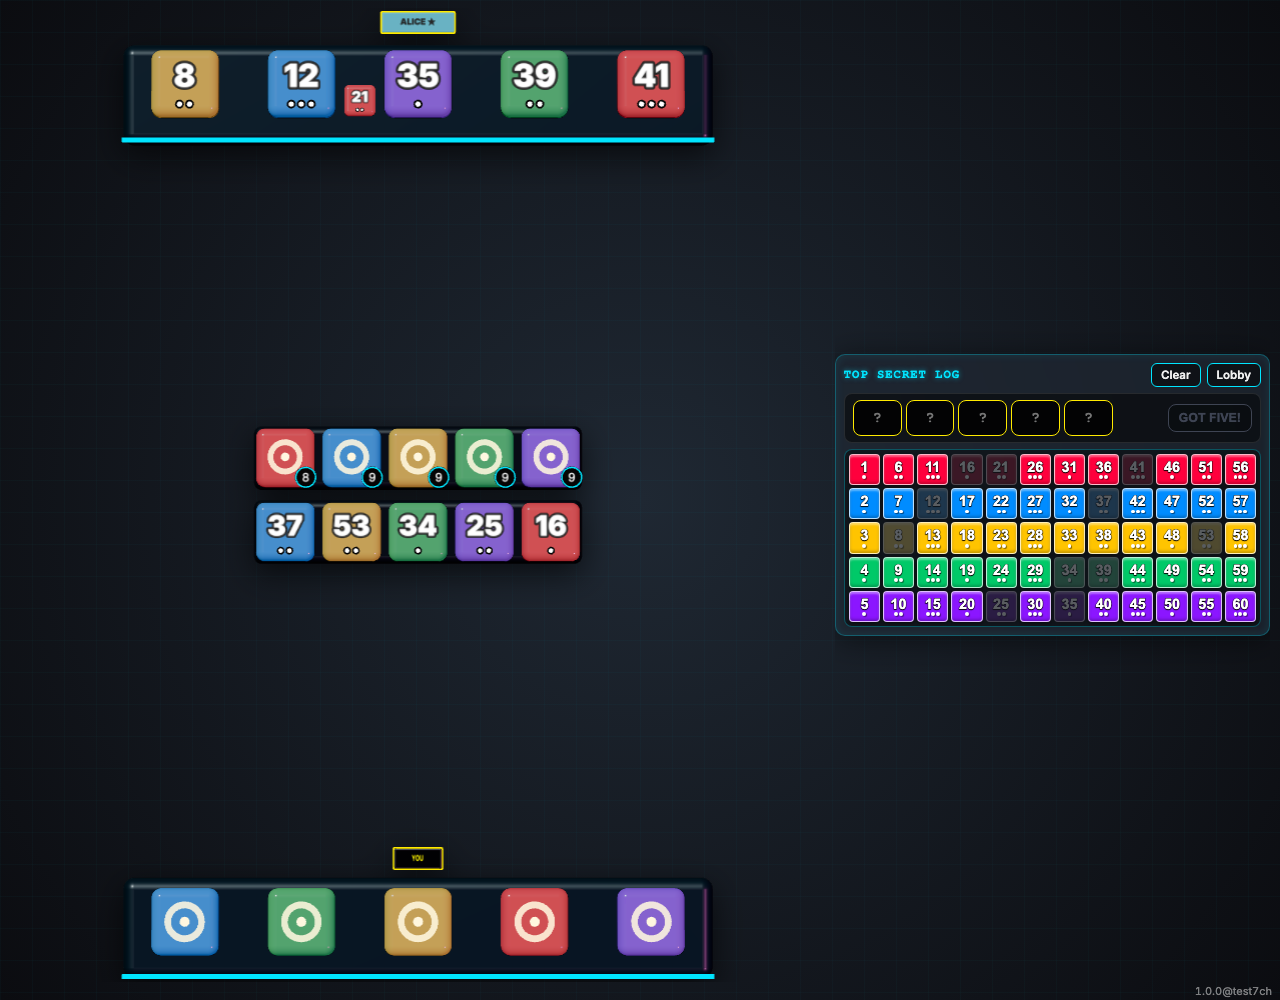 ALICE ★
8 12 35 39 41
21
TOP SECRET LOG Clear Lobby
? ? ? ? ? GOT FIVE!
8 9 9 9 9
37 53 34 25 16
1 6 11 16 21 26 31 36 41 46 51 56
2 7 12 17 22 27 32 37 42 47 52 57
3 8 13 18 23 28 33 38 43 48 53 58
4 9 14 19 24 29 34 39 44 49 54 59
5 10 15 20 25 30 35 40 45 50 55 60
YOU
1.0.0@test7ch